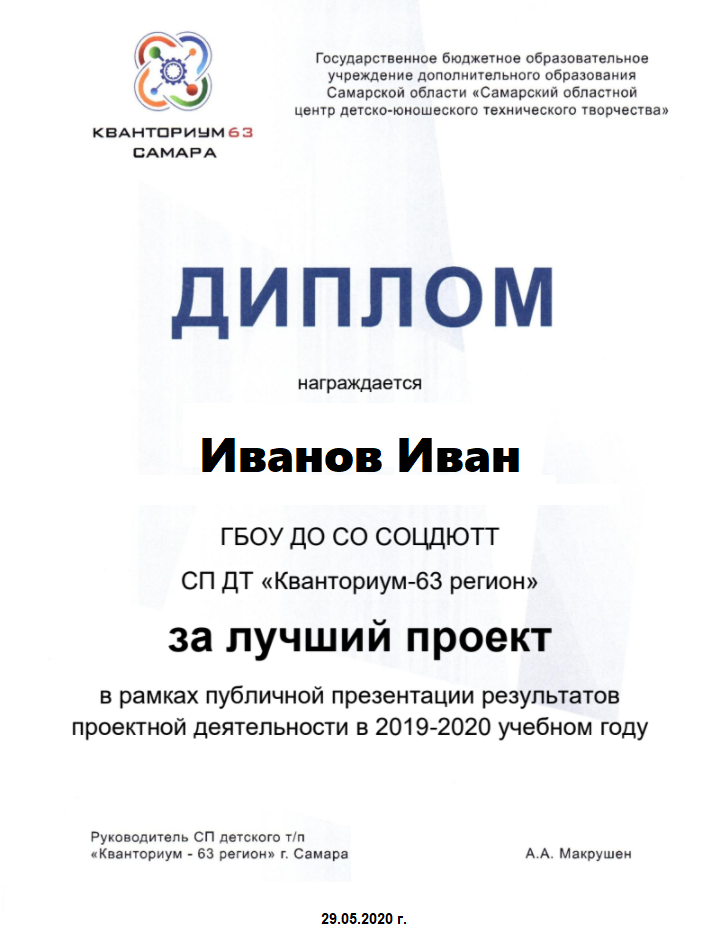 КВАНТОРИУМ63
САМАРА
Государственное бюджетное образовательное
учреждение дополнительного образования
Самарской области «Самарский областной
центр детско-юношеского технического творчества»
ДИПЛОМ
награждается
Иванов Иван
ГБОУ ДО СО СОЦДЮТТ
СП ДТ «Кванториум-63 регион»
за лучший проект
в рамках публичной презентации результатов
проектной деятельности в 2019-2020 учебном году
Руководитель СП детского т/п
«Кванториум - 63 регион» г. Самара
А.А. Макрушен
29.05.2020 г.